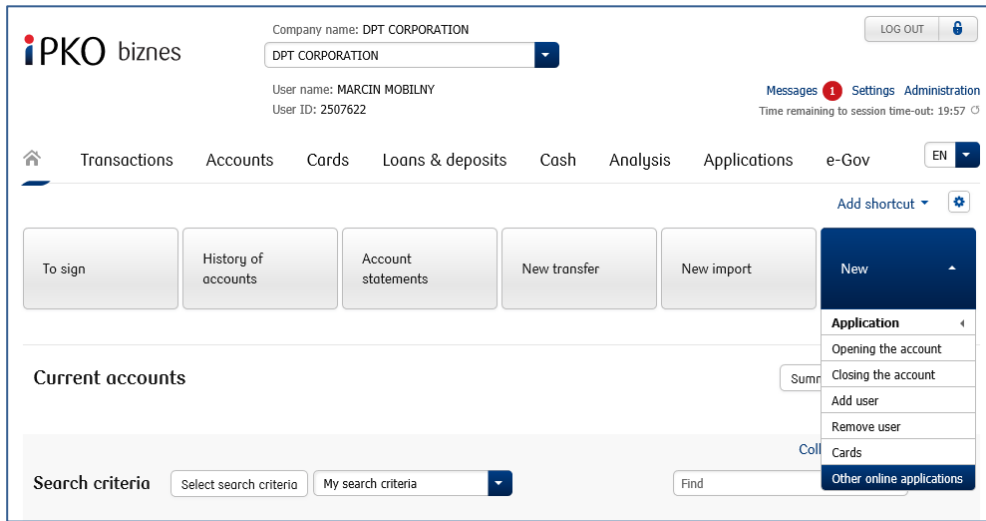 iPKO biznes
Company name: DPT CORPORATION
DPT CORPORATION
User name: MARCIN MOBILNY
User ID: 2507622
LOG OUT
Messages 1 Settings Administration
Time remaining to session time-out: 19:57
Transactions Accounts Cards Loans & deposits Cash Analysis Applications e-Gov EN
Add shortcut
To sign
History of
accounts
Account
statements
New transfer
New import
New
Application
Opening the account
Closing the account
Add user
Remove user
Cards
Other online applications
Current accounts
Summ
Coll
Search criteria
Select search criteria
My search criteria
Find